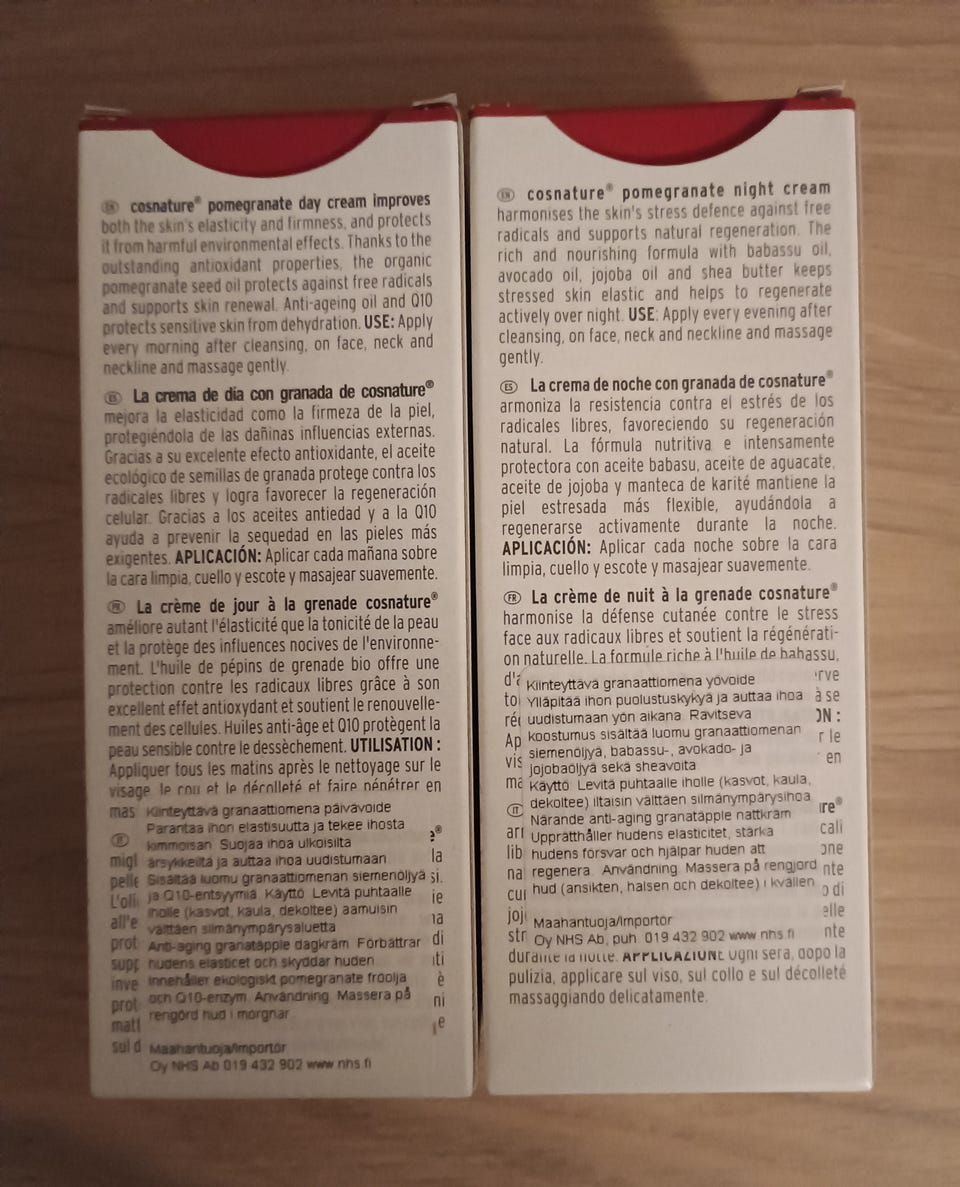 EN cosnature® pomegranate day cream improves
both the skin's elasticity and firmness, and protects
it from harmful environmental effects. Thanks to the
outstanding antioxidant properties, the organic
pomegranate seed oil protects against free radicals
and supports skin renewal. Anti-ageing oil and Q10
protects sensitive skin from dehydration. USE: Apply
every morning after cleansing, on face, neck and
neckline and massage gently.
ES La crema de día con granada de cosnature®
mejora la elasticidad como la firmeza de la piel,
protegiéndola de las dañinas influencias externas.
Gracias a su excelente efecto antioxidante, el aceite
ecológico de semillas de granada protege contra los
radicales libres y logra favorecer la regeneración
celular. Gracias a los aceites antiedad y a la Q10
ayuda a prevenir la sequedad en las pieles más
exigentes. APLICACIÓN: Aplicar cada mañana sobre
la cara limpia, cuello y escote y masajear suavemente.
FR La crème de jour à la grenade cosnature®
améliore autant l'élasticité que la tonicité de la peau
et la protège des influences nocives de l'environne-
ment. L'huile de pépins de grenade bio offre une
protection contre les radicaux libres grâce à son
excellent effet antioxydant et soutient le renouvelle-
ment des cellules. Huiles anti-âge et Q10 protègent la
peau sensible contre le dessèchement. UTILISATION :
Appliquer tous les matins après le nettoyage sur le
visage le cou et le décolleté et faire pénétrer en
Kiinteyttävä granaattiomena päivävoide
Parantaa ihon elastisuutta ja tekee ihosta
kimmoisan Suojaa ihoa ulkoisilta
ärsykkeiltä ja auttaa ihoa uudistumaan
Sisältää luomu granaattiomenan siemenöljyä
ja Q10-entsyymiä Käyttö Levitä puhtaalle
iholle (kasvot, kaula, dekoltee) aamuisin
välttäen silmänympärysaluetta
Anti-aging granatäpple dagkräm Förbättrar
hudens elasticet och skyddar huden
Innehåller ekologiskt pomegranate fröolja
och Q10-enzym Användning Massera på
rengörd hud i morgnar
Maahantuoja/Importör
Oy NHS Ab 019 432 902 www nhs fi
EN cosnature® pomegranate night cream
harmonises the skin's stress defence against free
radicals and supports natural regeneration. The
rich and nourishing formula with babassu oil,
avocado oil, jojoba oil and shea butter keeps
stressed skin elastic and helps to regenerate
actively over night. USE: Apply every evening after
cleansing, on face, neck and neckline and massage
gently.
ES La crema de noche con granada de cosnature®
armoniza la resistencia contra el estrés de los
radicales libres, favoreciendo su regeneración
natural. La fórmula nutritiva e intensamente
protectora con aceite babasu, aceite de aguacate,
aceite de jojoba y manteca de karité mantiene la
piel estresada más flexible, ayudándola a
regenerarse activamente durante la noche.
APLICACIÓN: Aplicar cada noche sobre la cara
limpia, cuello y escote y masajear suavemente.
FR La crème de nuit à la grenade cosnature®
harmonise la défense cutanée contre le stress
face aux radicaux libres et soutient la régénérati-
on naturelle. La formule riche à l'huile de babassu,
Kiinteyttävä granaattiomena yövoide
Ylläpitää ihon puolustuskykyä ja auttaa ihoa
uudistumaan yön aikana Ravitseva
koostumus sisältää luomu granaattiomenan
siemenöljyä, babassu-, avokado- ja
jojobaöljyä sekä sheavoita
Käyttö Levitä puhtaalle iholle (kasvot, kaula,
dekoltee) iltaisin välttäen silmänympärysihoa
Närande anti-aging granatäpple nattkräm
Upprätthåller hudens elasticitet, stärka
hudens försvar och hjälpar huden att
regenera Användning Massera på rengjord
hud (ansikten, halsen och dekoltee) i kvällen
Maahantuoja/Importör
Oy NHS Ab, puh 019 432 902 www nhs fi
durante la notte. APPLICAZIONE Ogni sera, dopo la
pulizia, applicare sul viso, sul collo e sul décolleté
massaggiando delicatamente.